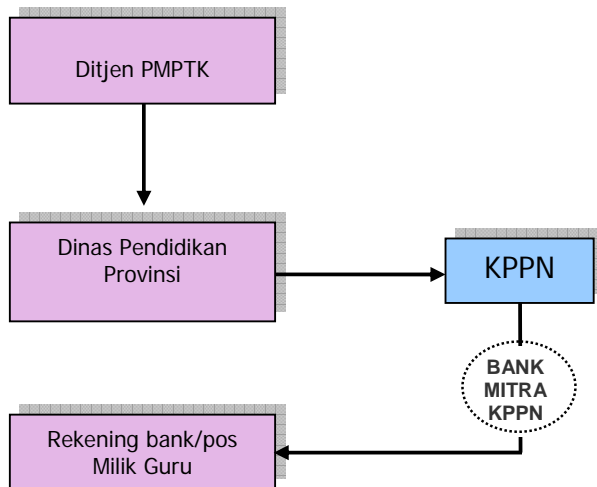 Ditjen PMPTK
Dinas Pendidikan
Provinsi
KPPN
BANK
MITRA
KPPN
Rekening bank/pos
Milik Guru